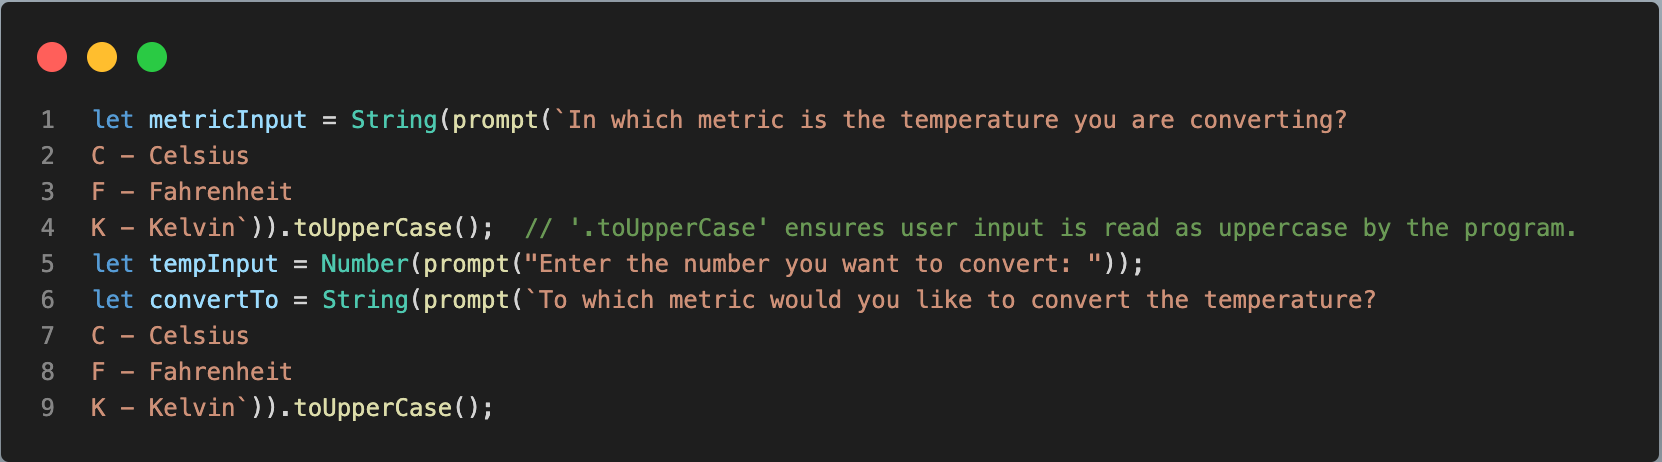 1 let metricInput = String(prompt(`In which metric is the temperature you are converting?
2 C - Celsius
3 F - Fahrenheit
4 K - Kelvin`)).toUpperCase();  // '.toUpperCase' ensures user input is read as uppercase by the program.
5 let tempInput = Number(prompt("Enter the number you want to convert: "));
6 let convertTo = String(prompt(`To which metric would you like to convert the temperature?
7 C - Celsius
8 F - Fahrenheit
9 K - Kelvin`)).toUpperCase();